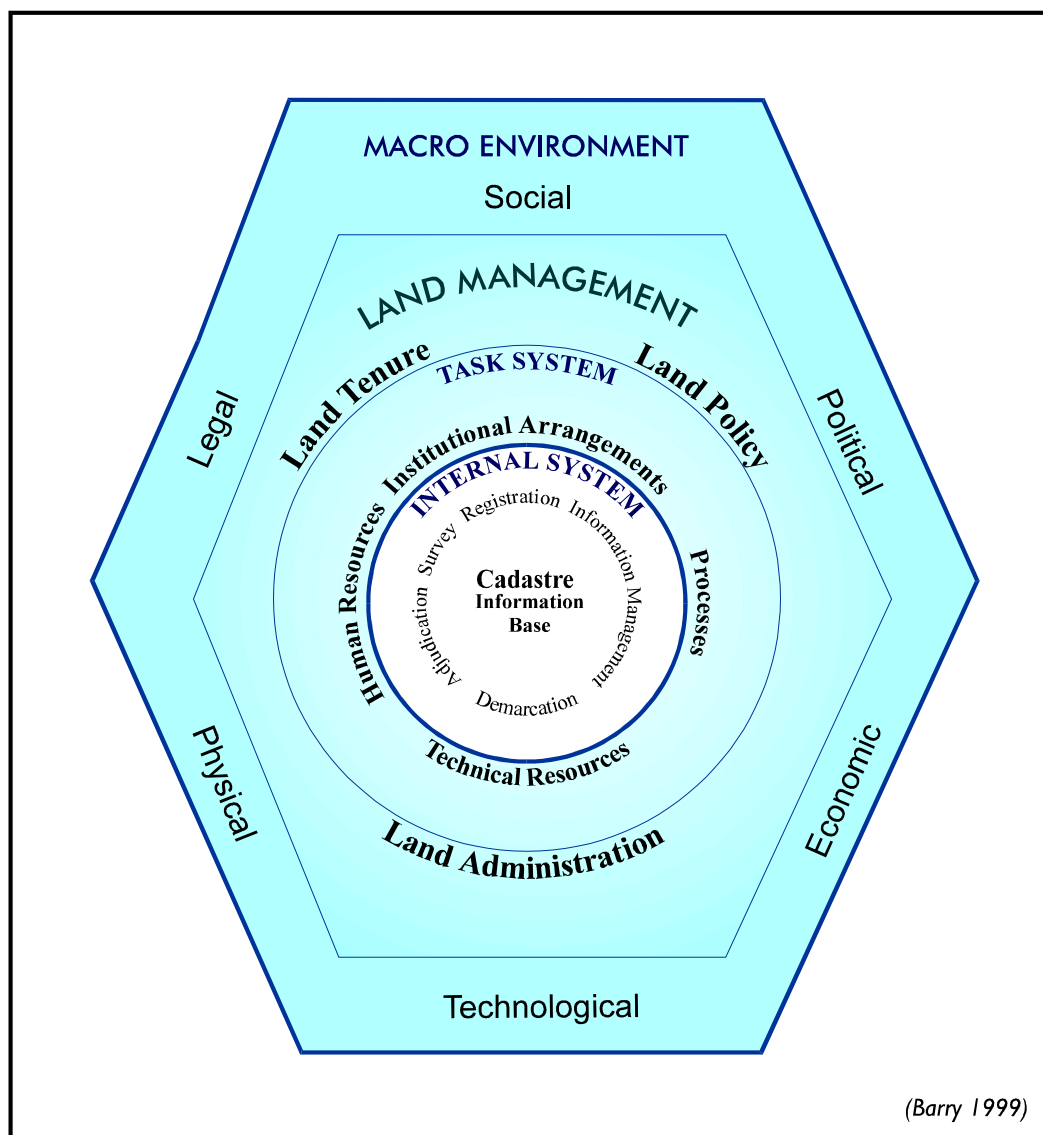 MACRO ENVIRONMENT
Social
LAND MANAGEMENT
Land Tenure
TASK SYSTEM
Land Policy
Legal
Political
Institutional Arrangements
INTERNAL SYSTEM
Human Resources
Processes
Adjudication
Survey
Registration
Information Management
Cadastre
Information
Base
Demarcation
Technical Resources
Physical
Economic
Land Administration
Technological
(Barry 1999)